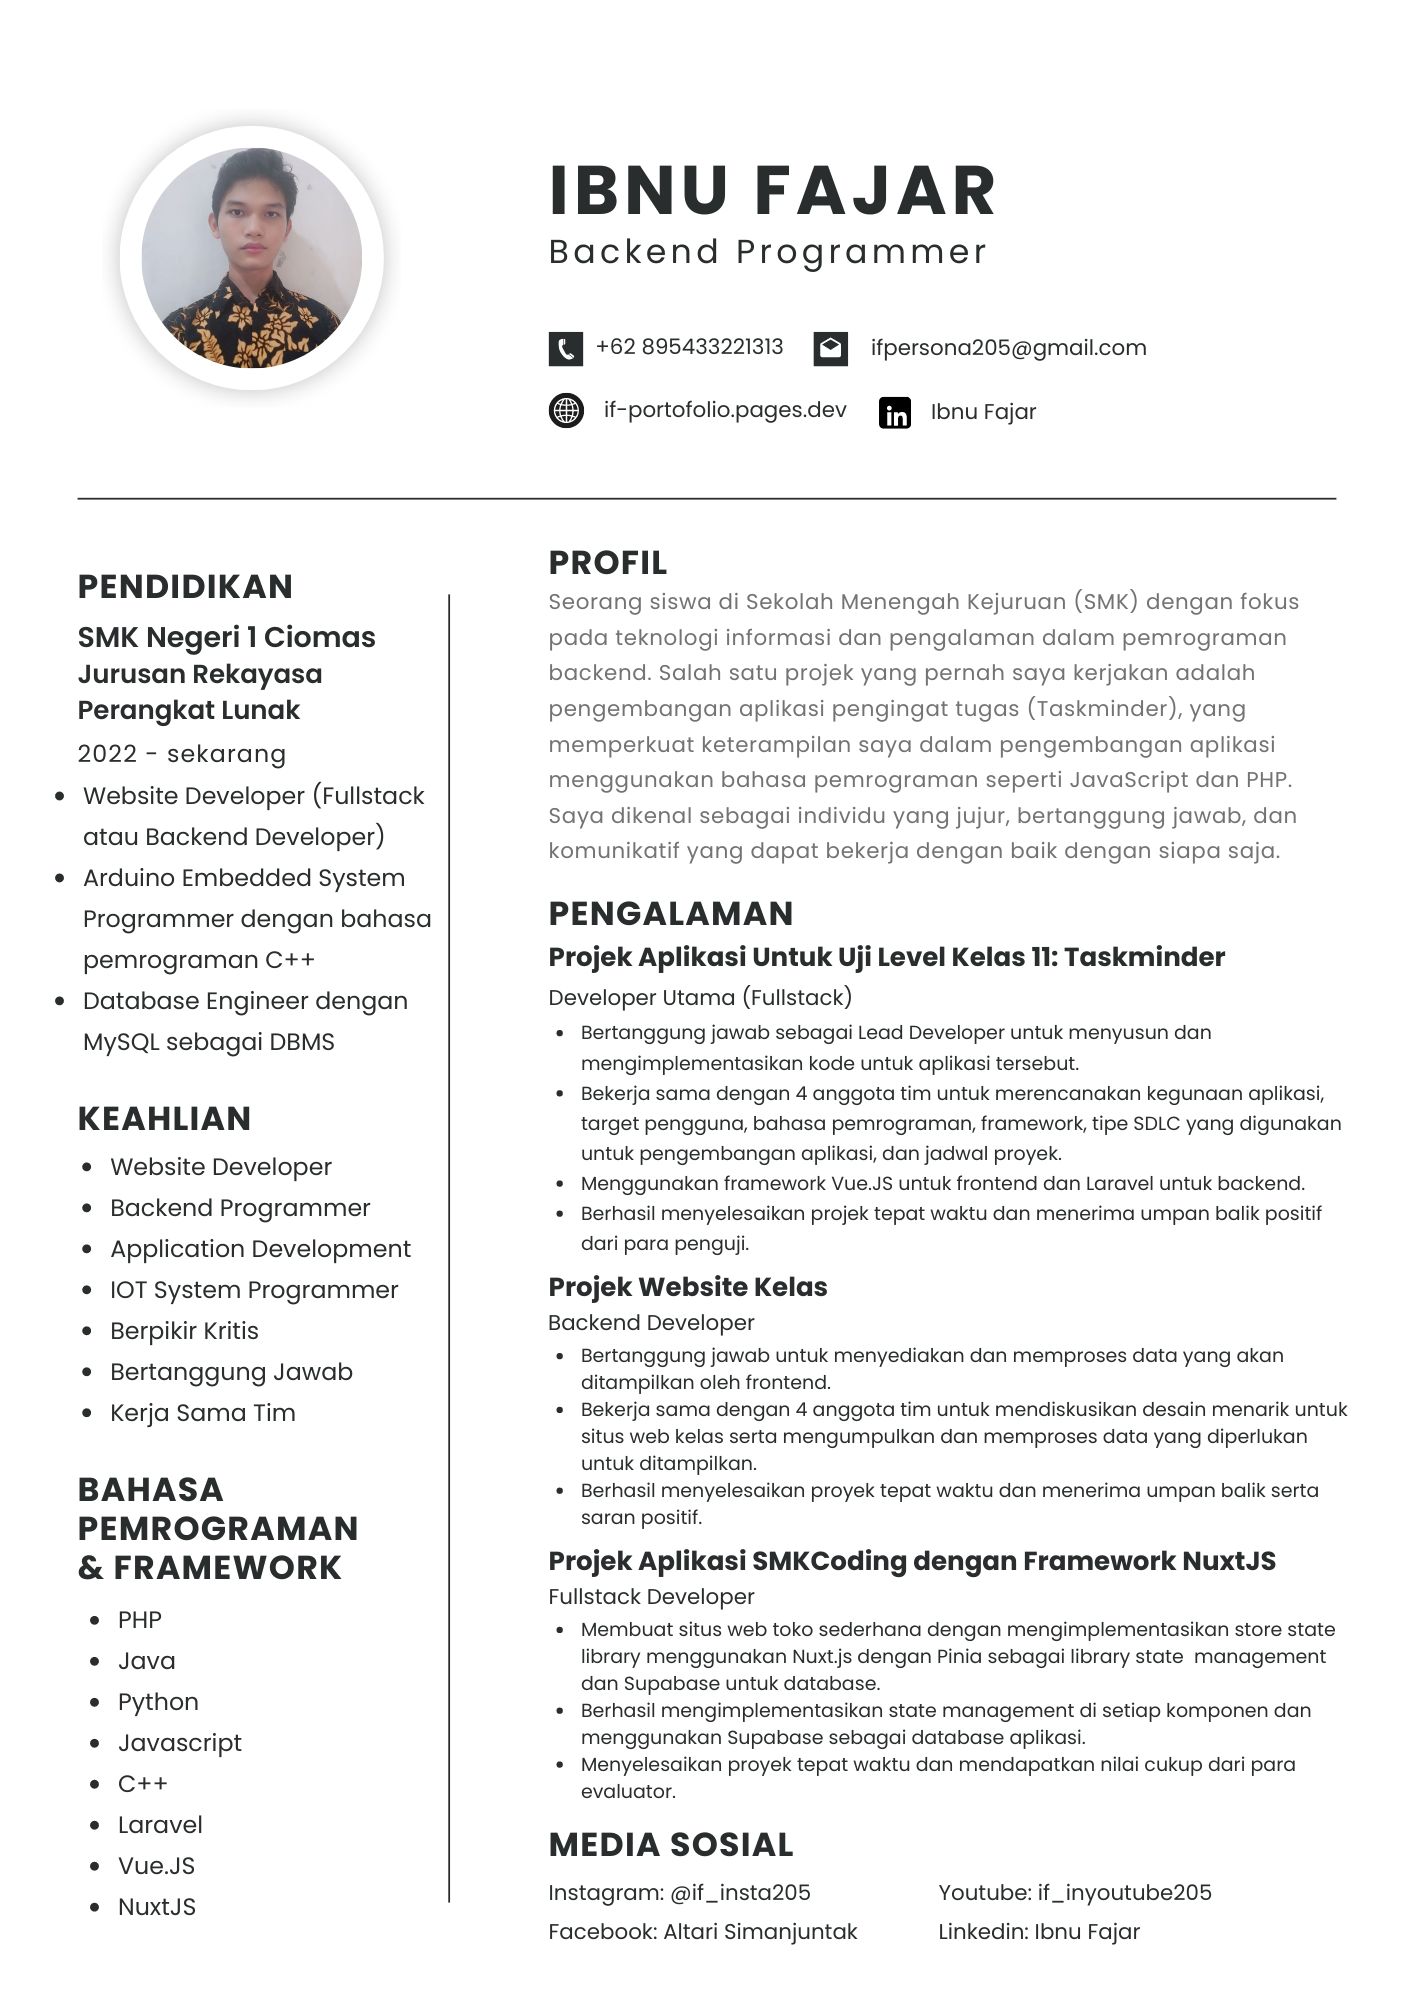 IBNU FAJAR
Backend Programmer
+62 895433221313
ifpersona205@gmail.com
if-portofolio.pages.dev
in
Ibnu Fajar
PENDIDIKAN
SMK Negeri 1 Ciomas
Jurusan Rekayasa
Perangkat Lunak
2022 - sekarang
• Website Developer (Fullstack
atau Backend Developer)
• Arduino Embedded System
Programmer dengan bahasa
pemrograman C++
• Database Engineer dengan
MySQL sebagai DBMS
KEAHLIAN
• Website Developer
• Backend Programmer
• Application Development
• IOT System Programmer
• Berpikir Kritis
• Bertanggung Jawab
• Kerja Sama Tim
BAHASA
PEMROGRAMAN
& FRAMEWORK
• PHP
• Java
• Python
• Javascript
• C++
• Laravel
• Vue.JS
• NuxtJS
PROFIL
Seorang siswa di Sekolah Menengah Kejuruan (SMK) dengan fokus
pada teknologi informasi dan pengalaman dalam pemrograman
backend. Salah satu projek yang pernah saya kerjakan adalah
pengembangan aplikasi pengingat tugas (Taskminder), yang
memperkuat keterampilan saya dalam pengembangan aplikasi
menggunakan bahasa pemrograman seperti JavaScript dan PHP.
Saya dikenal sebagai individu yang jujur, bertanggung jawab, dan
komunikatif yang dapat bekerja dengan baik dengan siapa saja.
PENGALAMAN
Projek Aplikasi Untuk Uji Level Kelas 11: Taskminder
Developer Utama (Fullstack)
• Bertanggung jawab sebagai Lead Developer untuk menyusun dan
mengimplementasikan kode untuk aplikasi tersebut.
• Bekerja sama dengan 4 anggota tim untuk merencanakan kegunaan aplikasi,
target pengguna, bahasa pemrograman, framework, tipe SDLC yang digunakan
untuk pengembangan aplikasi, dan jadwal proyek.
• Menggunakan framework Vue.JS untuk frontend dan Laravel untuk backend.
• Berhasil menyelesaikan projek tepat waktu dan menerima umpan balik positif
dari para penguji.
Projek Website Kelas
Backend Developer
• Bertanggung jawab untuk menyediakan dan memproses data yang akan
ditampilkan oleh frontend.
• Bekerja sama dengan 4 anggota tim untuk mendiskusikan desain menarik untuk
situs web kelas serta mengumpulkan dan memproses data yang diperlukan
untuk ditampilkan.
• Berhasil menyelesaikan proyek tepat waktu dan menerima umpan balik serta
saran positif.
Projek Aplikasi SMKCoding dengan Framework NuxtJS
Fullstack Developer
• Membuat situs web toko sederhana dengan mengimplementasikan store state
library menggunakan Nuxt.js dengan Pinia sebagai library state  management
dan Supabase untuk database.
• Berhasil mengimplementasikan state management di setiap komponen dan
menggunakan Supabase sebagai database aplikasi.
• Menyelesaikan proyek tepat waktu dan mendapatkan nilai cukup dari para
evaluator.
MEDIA SOSIAL
Instagram: @if_insta205
Youtube: if_inyoutube205
Facebook: Altari Simanjuntak
Linkedin: Ibnu Fajar